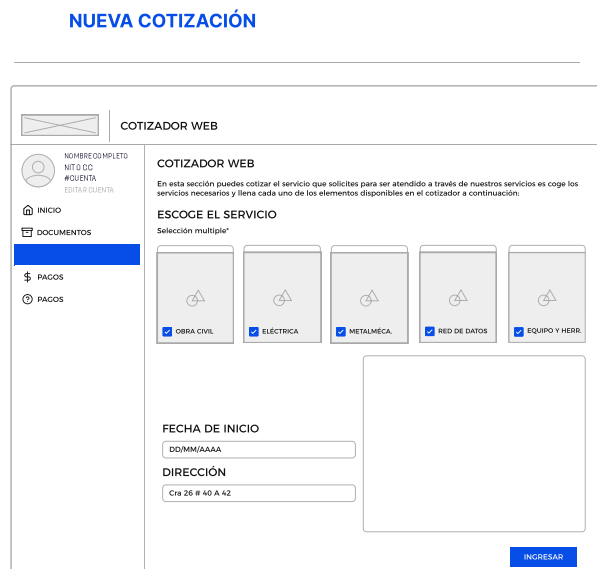 NUEVA COTIZACIÓN
COTIZADOR WEB
NOMBRE COMPLETO
NIT O CC
#CUENTA
EDITAR CUENTA
INICIO
DOCUMENTOS
PAGOS
PAGOS
COTIZADOR WEB
En esta sección puedes cotizar el servicio que solicites para ser atendido a través de nuestros servicios es coge los
servicios necesarios y llena cada uno de los elementos disponibles en el cotizador a continuación:
ESCOGE EL SERVICIO
Selección multiple*
OBRA CIVIL
ELÉCTRICA
METALMÉCA.
RED DE DATOS
EQUIPO Y HERR.
FECHA DE INICIO
DD/MM/AAAA
DIRECCIÓN
Cra 26 # 40 A 42
INGRESAR